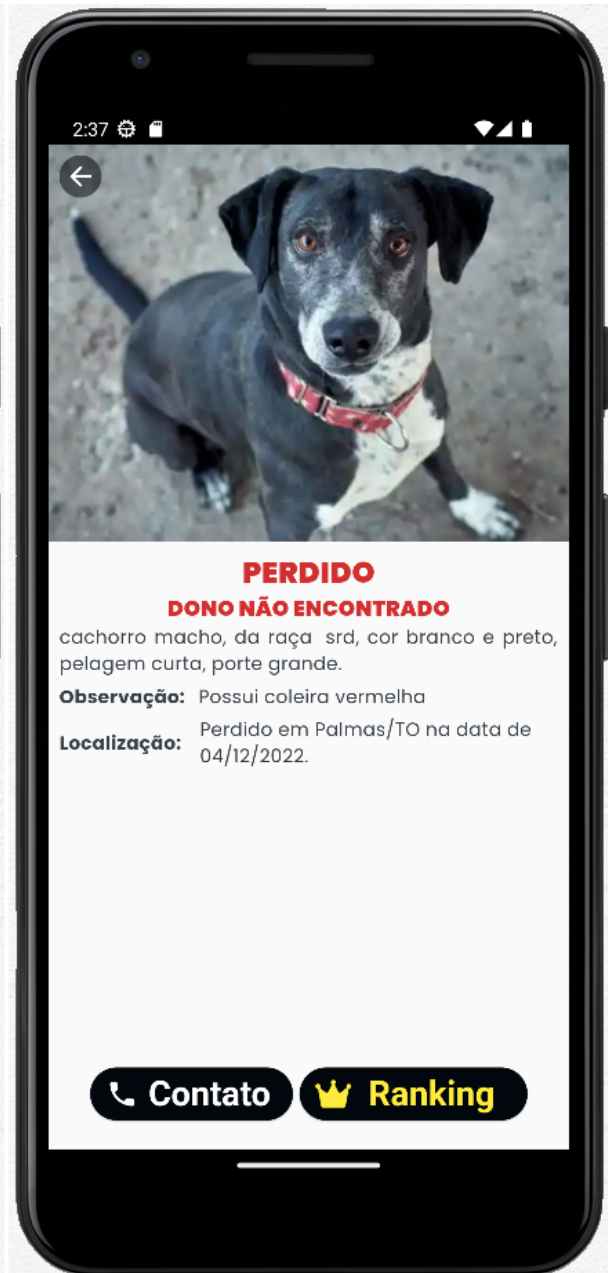 2:37
PERDIDO
DONO NÃO ENCONTRADO
cachorro macho, da raça srd, cor branco e preto,
pelagem curta, porte grande.
Observação: Possui coleira vermelha
Localização: Perdido em Palmas/TO na data de
04/12/2022.
Contato
Ranking